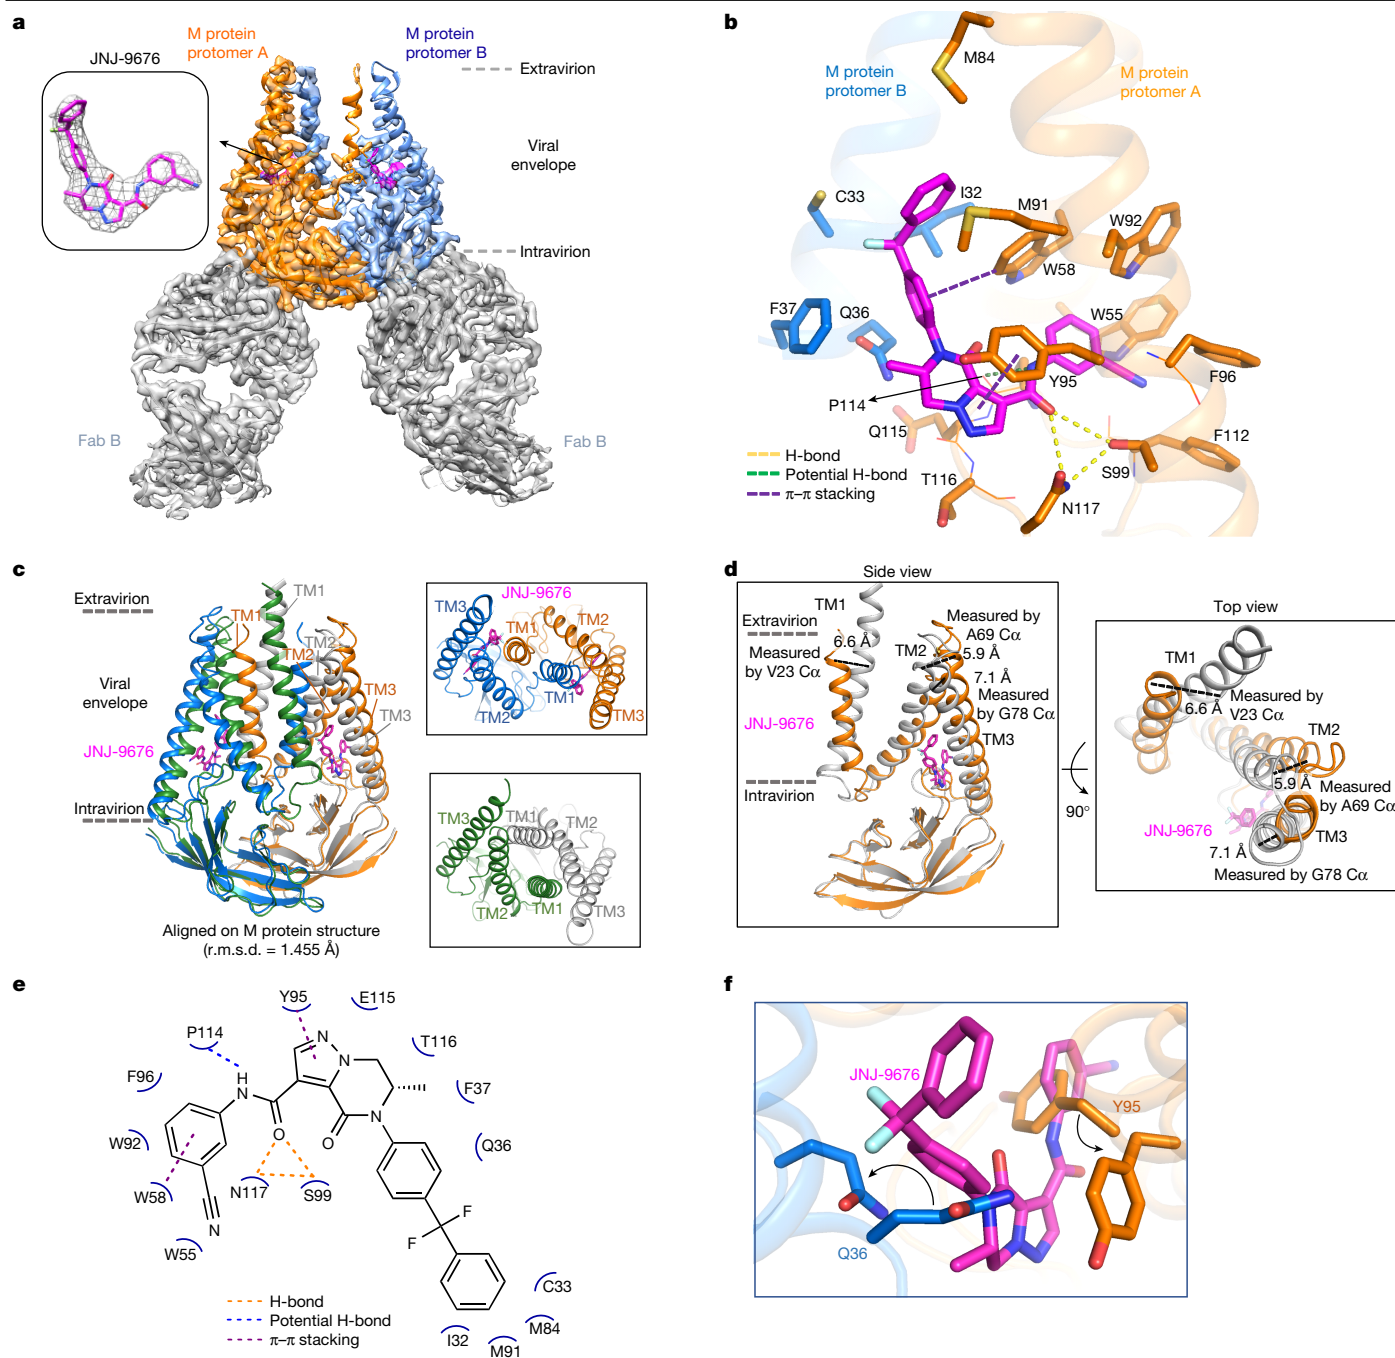 a
M protein
protomer A
M protein
protomer B
JNJ-9676
Extravirion
Viral
envelope
Intravirion
Fab B
Fab B
b
M84
M protein
protomer B
M protein
protomer A
C33
I32
M91
W92
W58
F37
Q36
W55
Y95
F96
P114
Q115
F112
S99
T116
N117
H-bond
Potential H-bond
π–π stacking
c
Extravirion
TM1
TM1
TM2
TM2
Viral
envelope
TM3
TM3
JNJ-9676
Intravirion
Aligned on M protein structure
(r.m.s.d. = 1.455 Å)
JNJ-9676
TM3
TM2
TM1
TM1
TM2
TM3
TM3
TM1
TM2
TM2
TM1
TM3
d
Side view
TM1
Extravirion
Measured
by V23 Cα
6.6 Å
TM2
Measured by
A69 Cα
5.9 Å
7.1 Å
Measured
by G78 Cα
JNJ-9676
TM3
Intravirion
90°
Top view
TM1
6.6 Å
Measured by
V23 Cα
TM2
5.9 Å
Measured
by A69 Cα
JNJ-9676
TM3
7.1 Å
Measured by G78 Cα
e
Y95
E115
P114
T116
F96
H
N
N
N
F37
W92
O
O
N
Q36
W58
N117
S99
N
F
F
W55
C33
M84
I32
M91
H-bond
Potential H-bond
π–π stacking
f
JNJ-9676
Y95
Q36